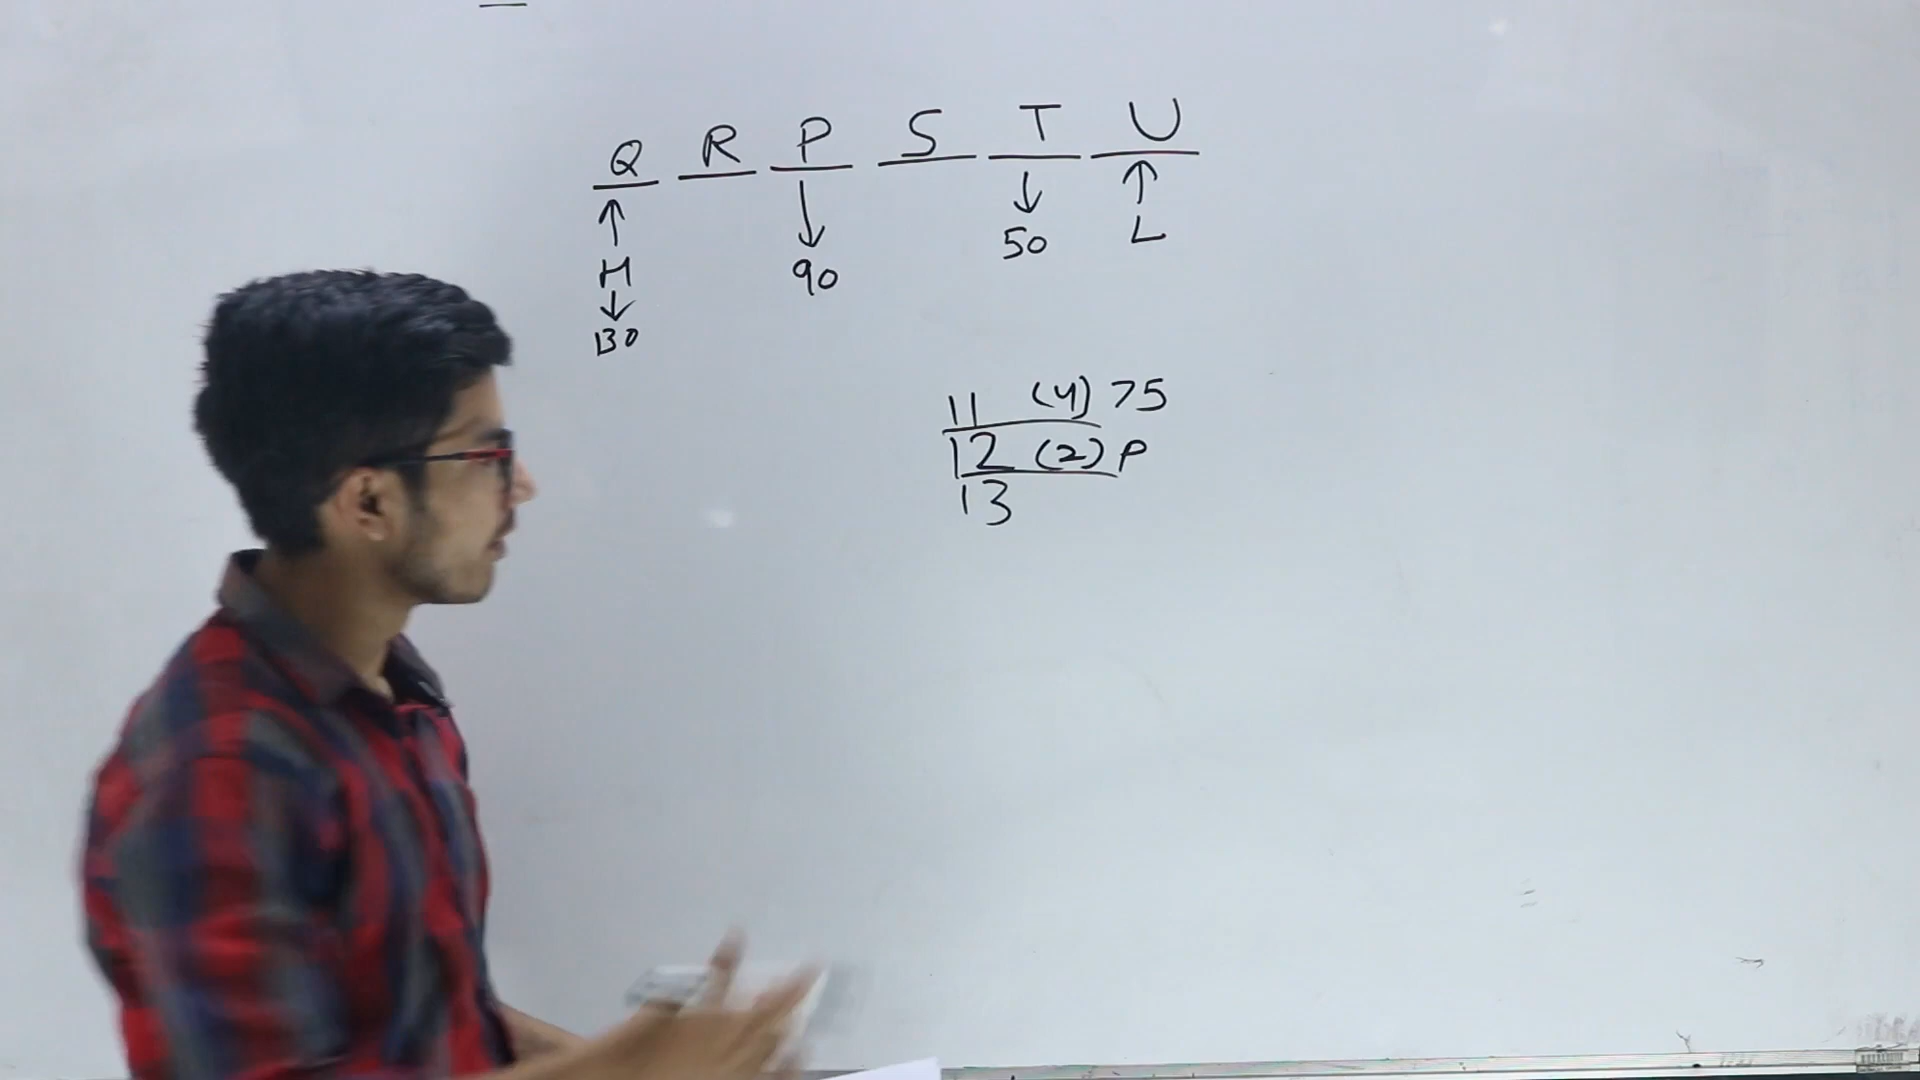 Q R P S T U
↑ ↓ ↓ ↑
H 90 50 L
↓
130
11 (4) 75
12 (2) P
13